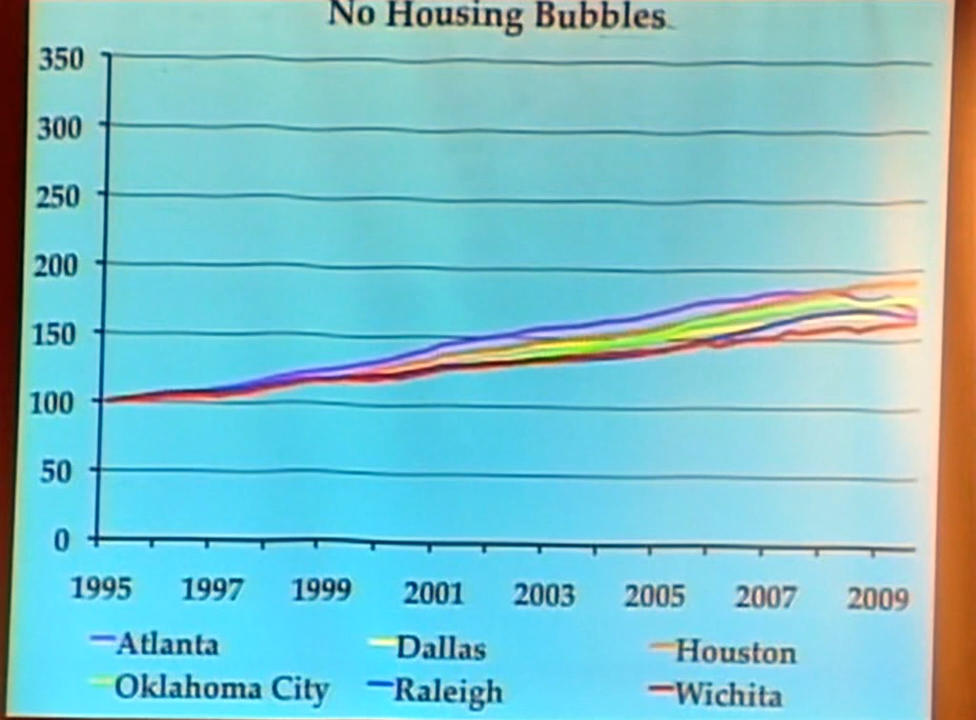 No Housing Bubbles
350
300
250
200
150
100
50
0
1995 1997 1999 2001 2003 2005 2007 2009
Atlanta Dallas Houston
Oklahoma City Raleigh Wichita